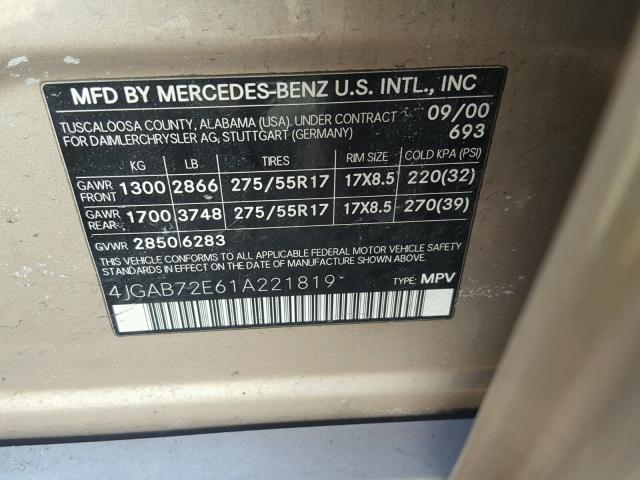 MFD BY MERCEDES-BENZ U.S. INTL., INC
TUSCALOOSA COUNTY, ALABAMA (USA). UNDER CONTRACT 09/00
FOR DAIMLERCHRYSLER AG, STUTTGART (GERMANY) 693
KG LB TIRES RIM SIZE COLD KPA (PSI)
GAWR FRONT 1300 2866 275/55R17 17X8.5 220(32)
GAWR REAR 1700 3748 275/55R17 17X8.5 270(39)
GVWR 2850 6283
THIS VEHICLE CONFORMS TO ALL APPLICABLE FEDERAL MOTOR VEHICLE SAFETY
STANDARDS IN EFFECT ON THE DATE OF MANUFACTURE SHOWN ABOVE.
4JGAB72E61A221819 TYPE: MPV